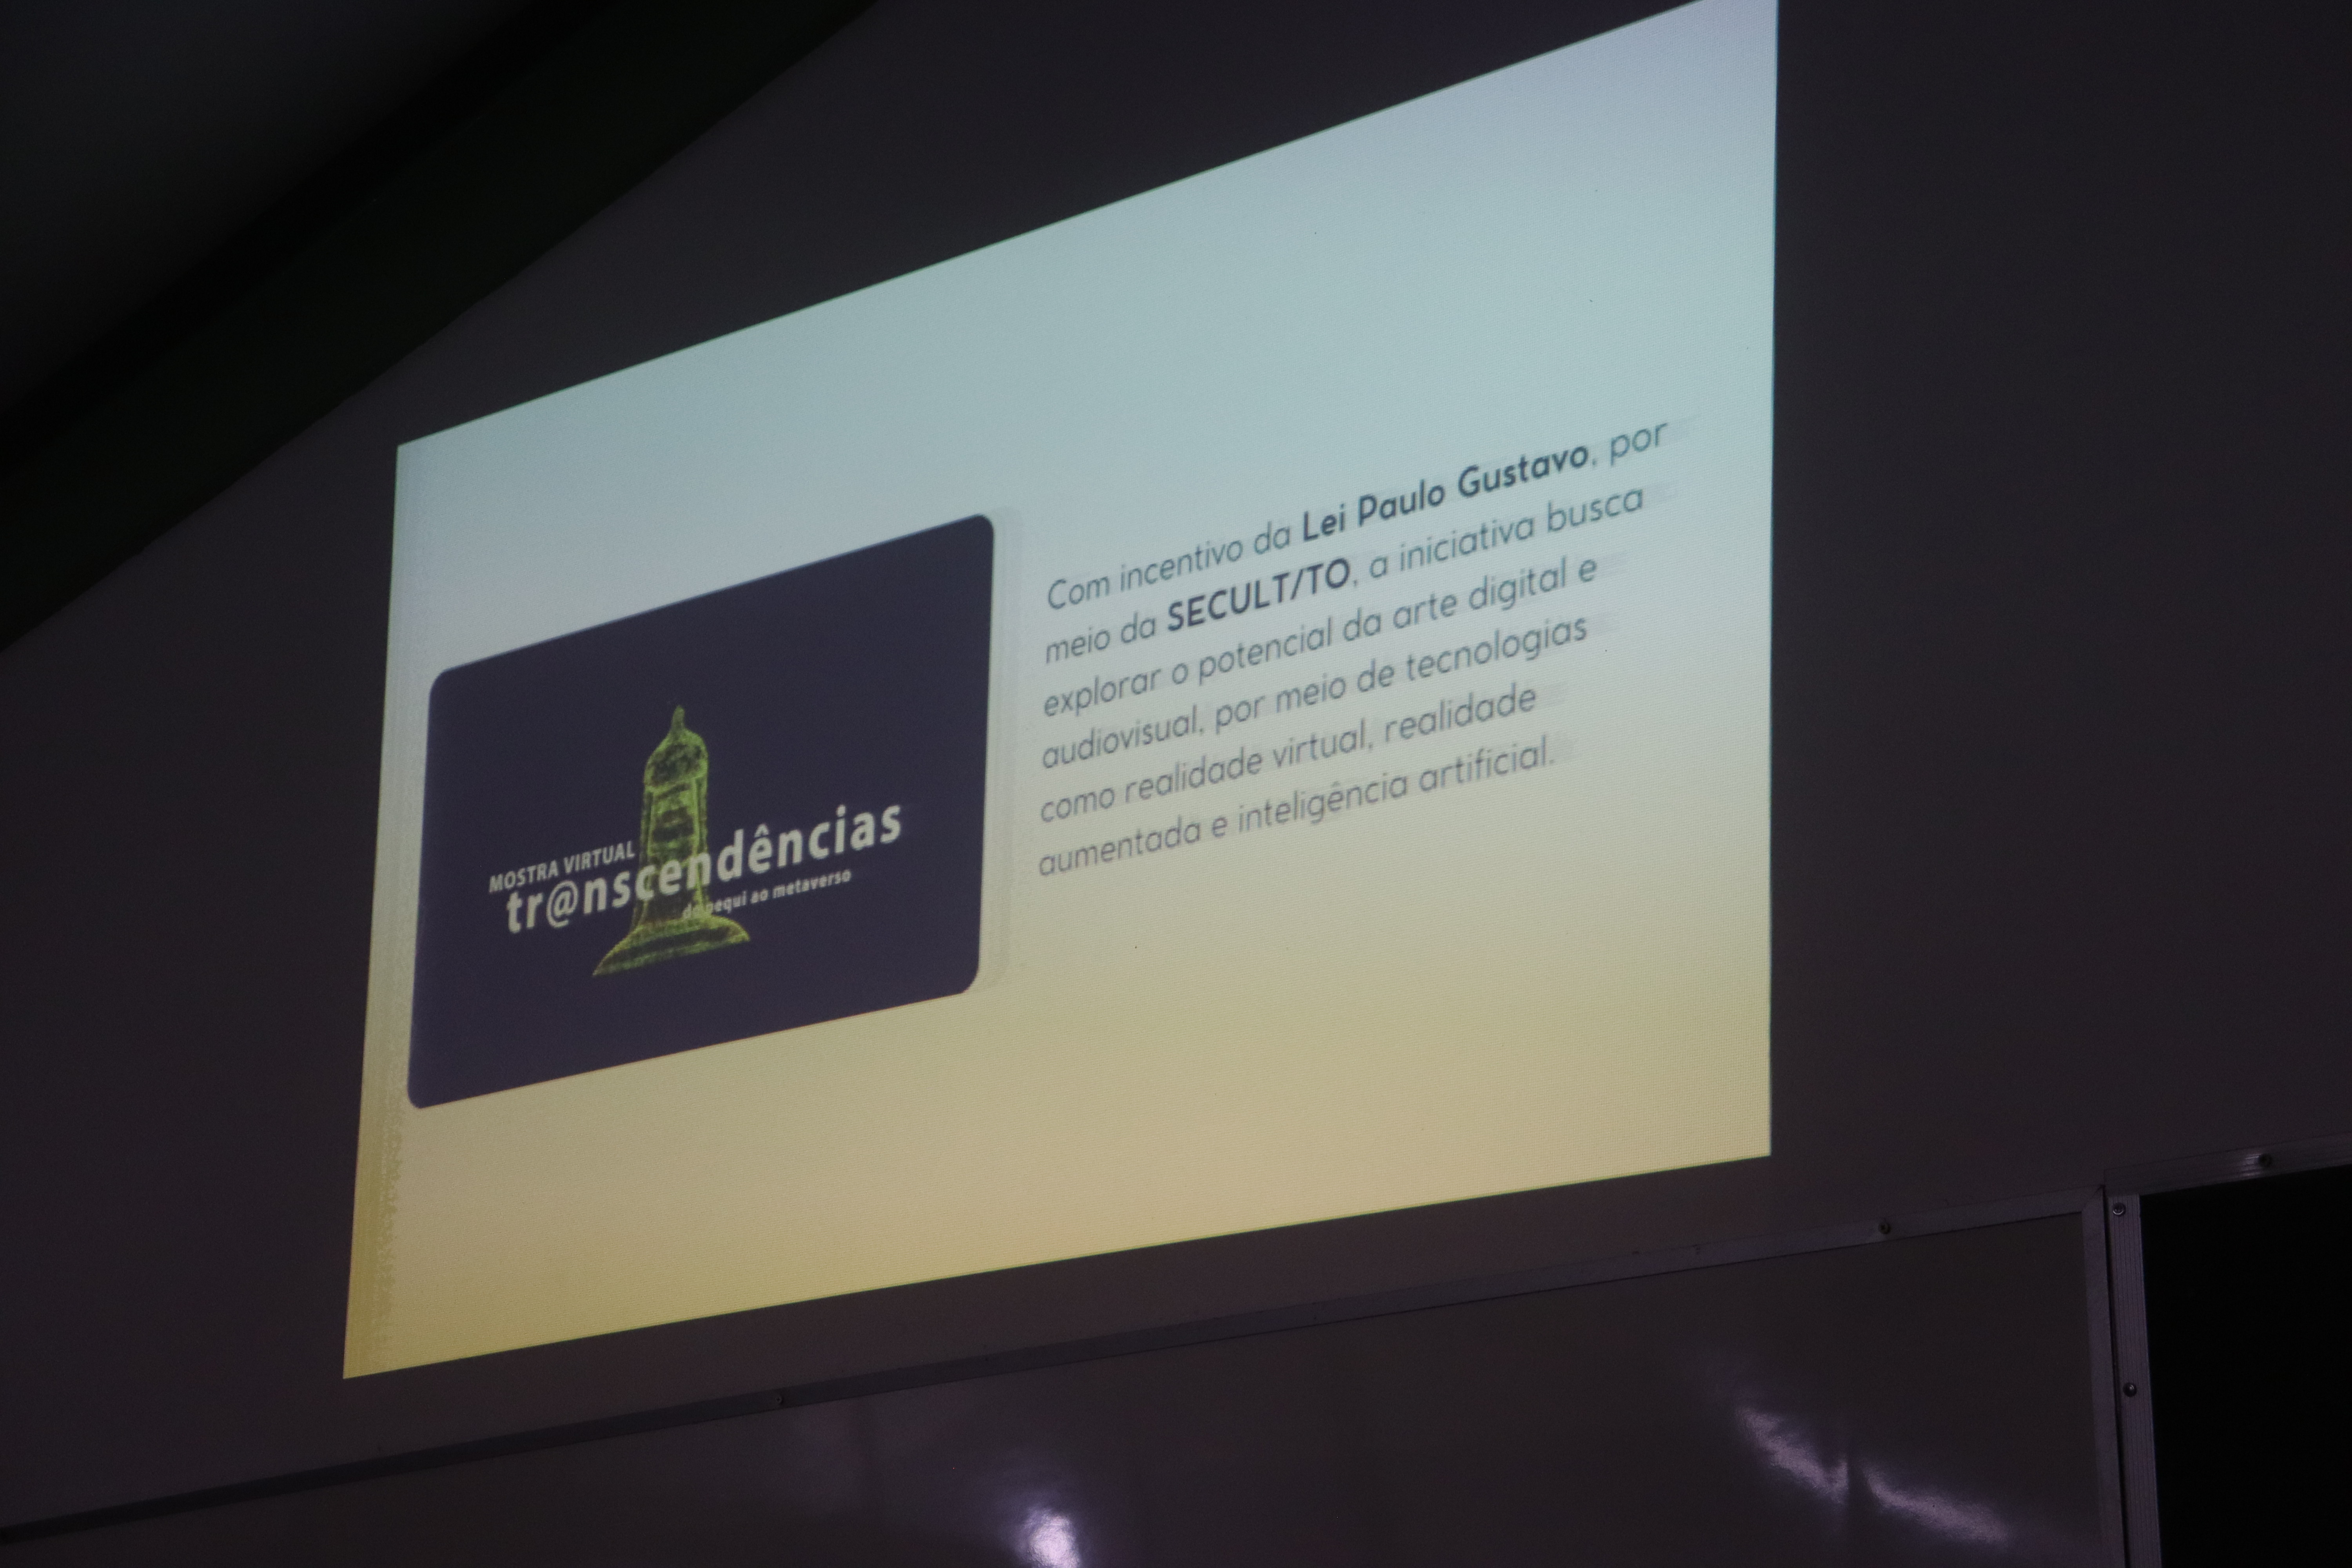 MOSTRA VIRTUAL
tr@nscendências
do pequi ao metaverso
Com incentivo da Lei Paulo Gustavo, por
meio da SECULT/TO, a iniciativa busca
explorar o potencial da arte digital e
audiovisual, por meio de tecnologias
como realidade virtual, realidade
aumentada e inteligência artificial.